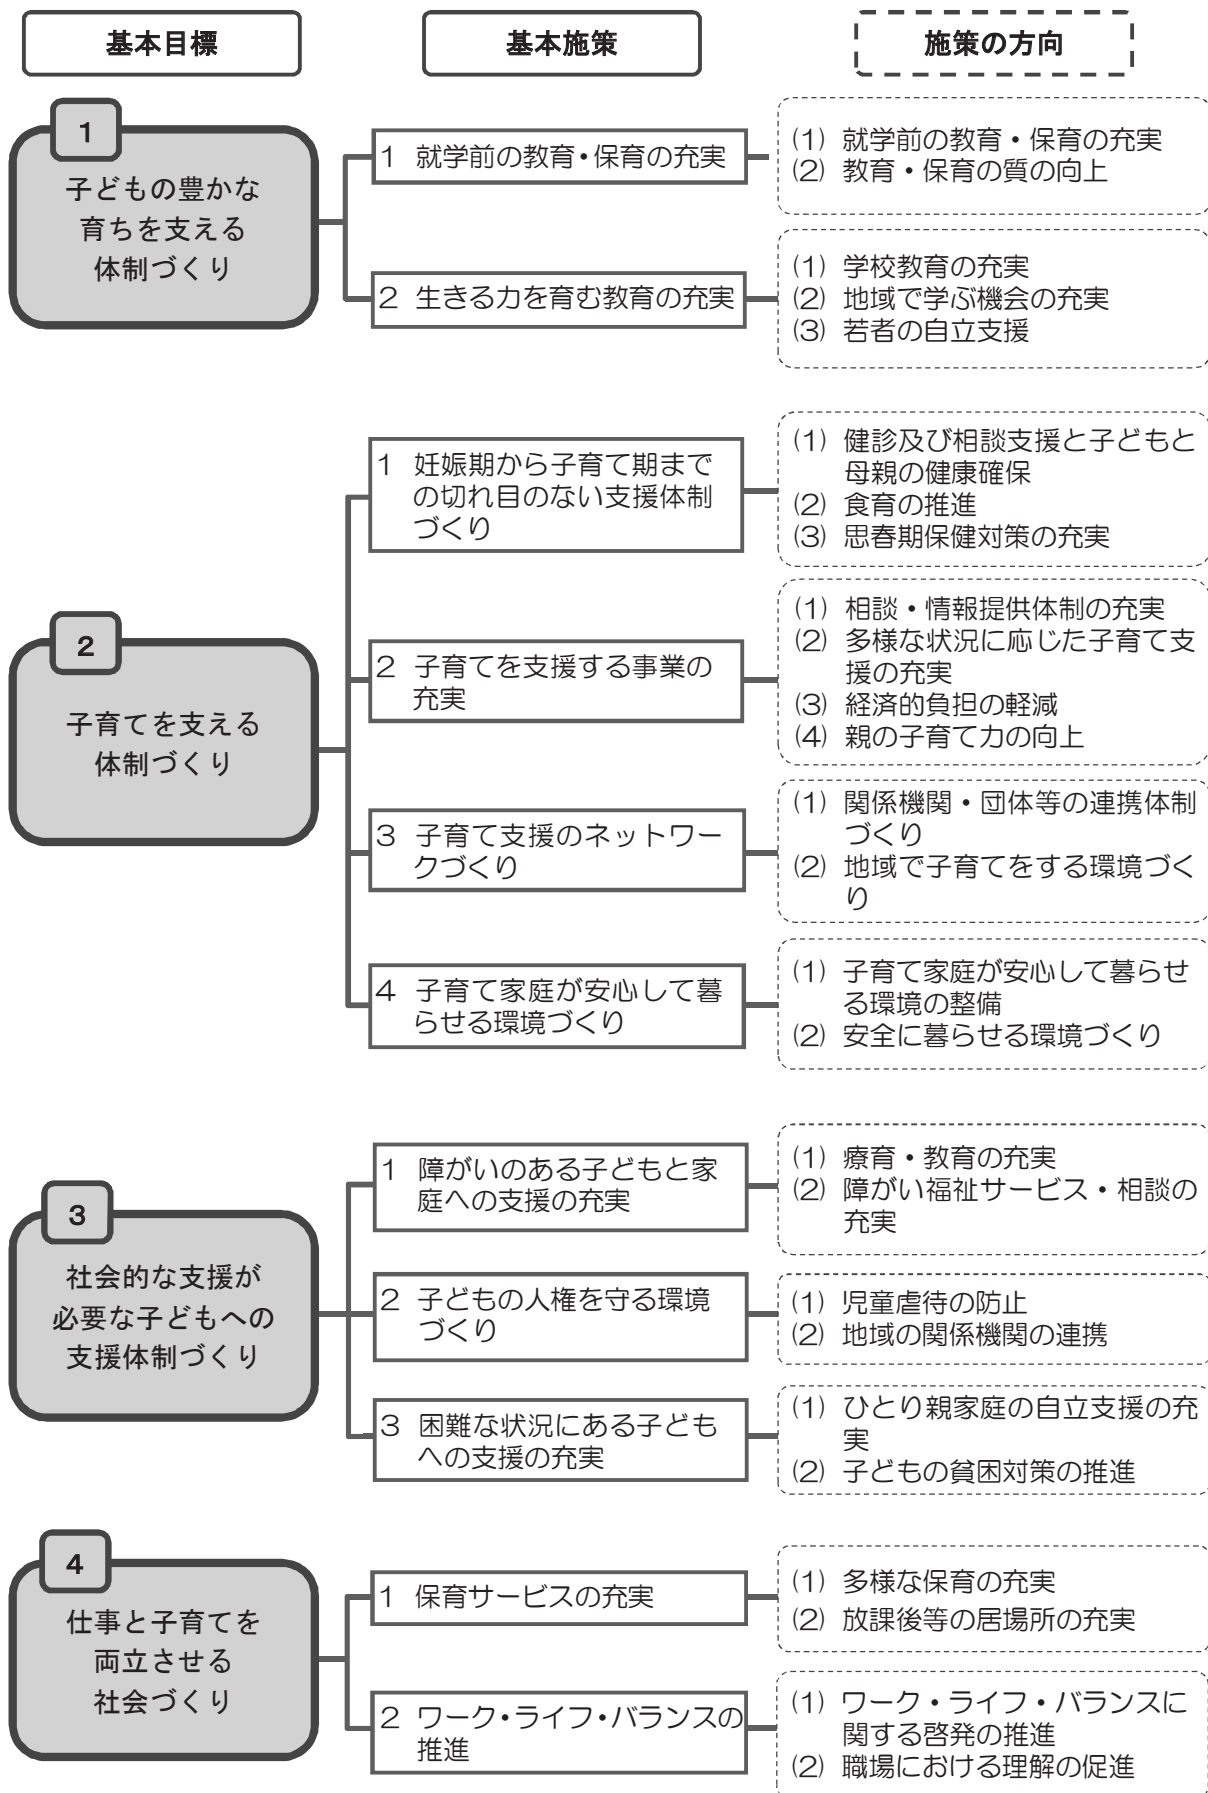 基本目標
基本施策
施策の方向
1
子どもの豊かな
育ちを支える
体制づくり
1 就学前の教育・保育の充実
(1) 就学前の教育・保育の充実
(2) 教育・保育の質の向上
2 生きる力を育む教育の充実
(1) 学校教育の充実
(2) 地域で学ぶ機会の充実
(3) 若者の自立支援
2
子育てを支える
体制づくり
1 妊娠期から子育て期まで
の切れ目のない支援体制
づくり
(1) 健診及び相談支援と子どもと
母親の健康確保
(2) 食育の推進
(3) 思春期保健対策の充実
2 子育てを支援する事業の
充実
(1) 相談・情報提供体制の充実
(2) 多様な状況に応じた子育て支
援の充実
(3) 経済的負担の軽減
(4) 親の子育て力の向上
3 子育て支援のネットワー
クづくり
(1) 関係機関・団体等の連携体制
づくり
(2) 地域で子育てをする環境づく
り
4 子育て家庭が安心して暮
らせる環境づくり
(1) 子育て家庭が安心して暮らせ
る環境の整備
(2) 安全に暮らせる環境づくり
3
社会的な支援が
必要な子どもへの
支援体制づくり
1 障がいのある子どもと家
庭への支援の充実
(1) 療育・教育の充実
(2) 障がい福祉サービス・相談の
充実
2 子どもの人権を守る環境
づくり
(1) 児童虐待の防止
(2) 地域の関係機関の連携
3 困難な状況にある子ども
への支援の充実
(1) ひとり親家庭の自立支援の充
実
(2) 子どもの貧困対策の推進
4
仕事と子育てを
両立させる
社会づくり
1 保育サービスの充実
(1) 多様な保育の充実
(2) 放課後等の居場所の充実
2 ワーク・ライフ・バランスの
推進
(1) ワーク・ライフ・バランスに
関する啓発の推進
(2) 職場における理解の促進